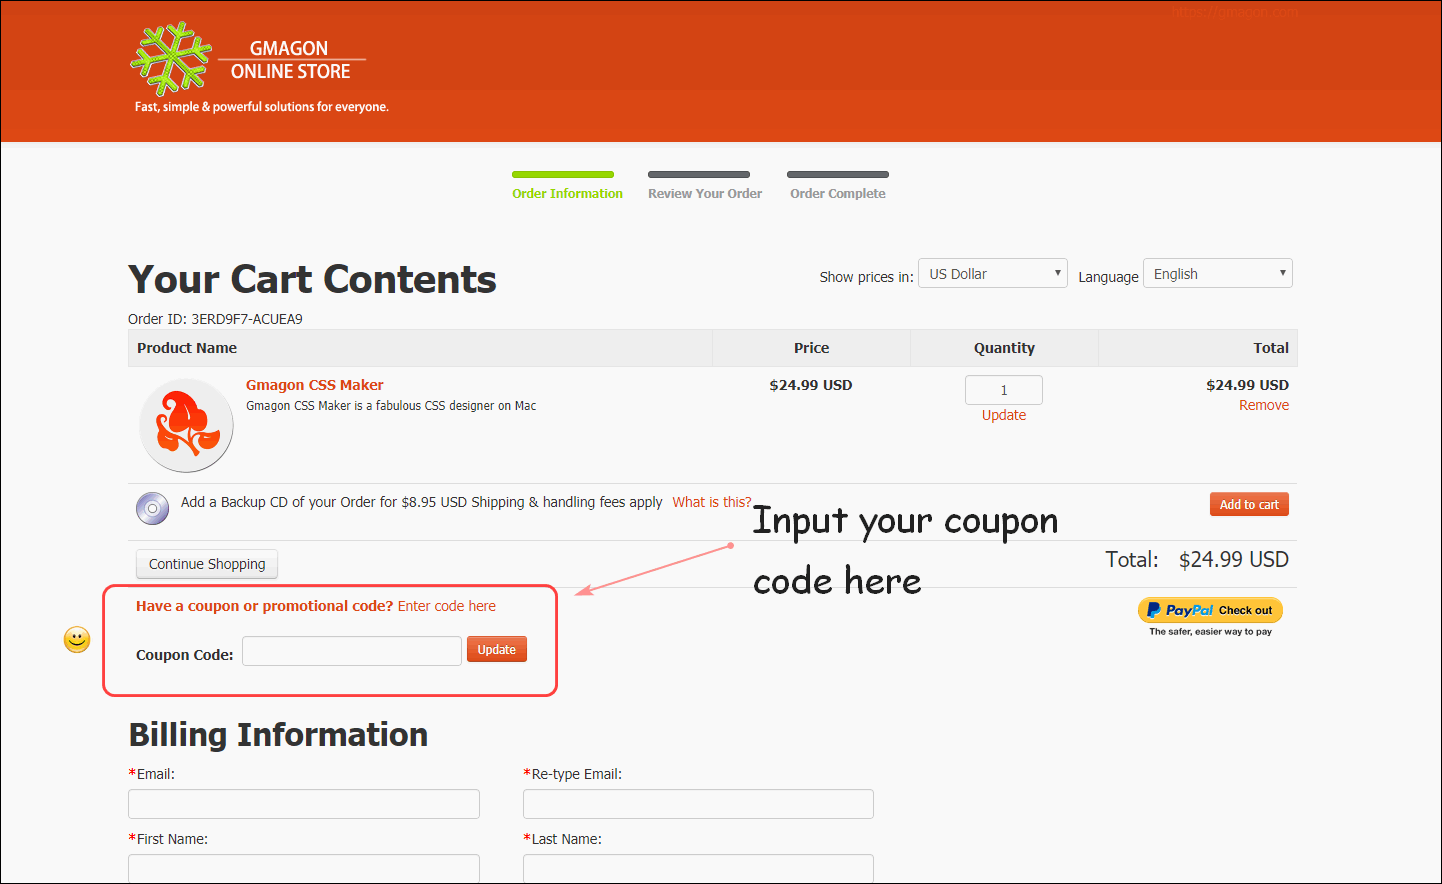 https://gmagon.com
GMAGON
ONLINE STORE
Fast, simple & powerful solutions for everyone.
Order Information Review Your Order Order Complete
Your Cart Contents
Show prices in: US Dollar Language English
Order ID: 3ERD9F7-ACUEA9
Product Name Price Quantity Total
Gmagon CSS Maker $24.99 USD 1 $24.99 USD
Gmagon CSS Maker is a fabulous CSS designer on Mac
Update Remove
Add a Backup CD of your Order for $8.95 USD Shipping & handling fees apply What is this? Add to cart
Input your coupon
code here
Continue Shopping Total: $24.99 USD
Have a coupon or promotional code? Enter code here
PayPal Check out
The safer, easier way to pay
Coupon Code: Update
Billing Information
*Email: *Re-type Email:
*First Name: *Last Name: